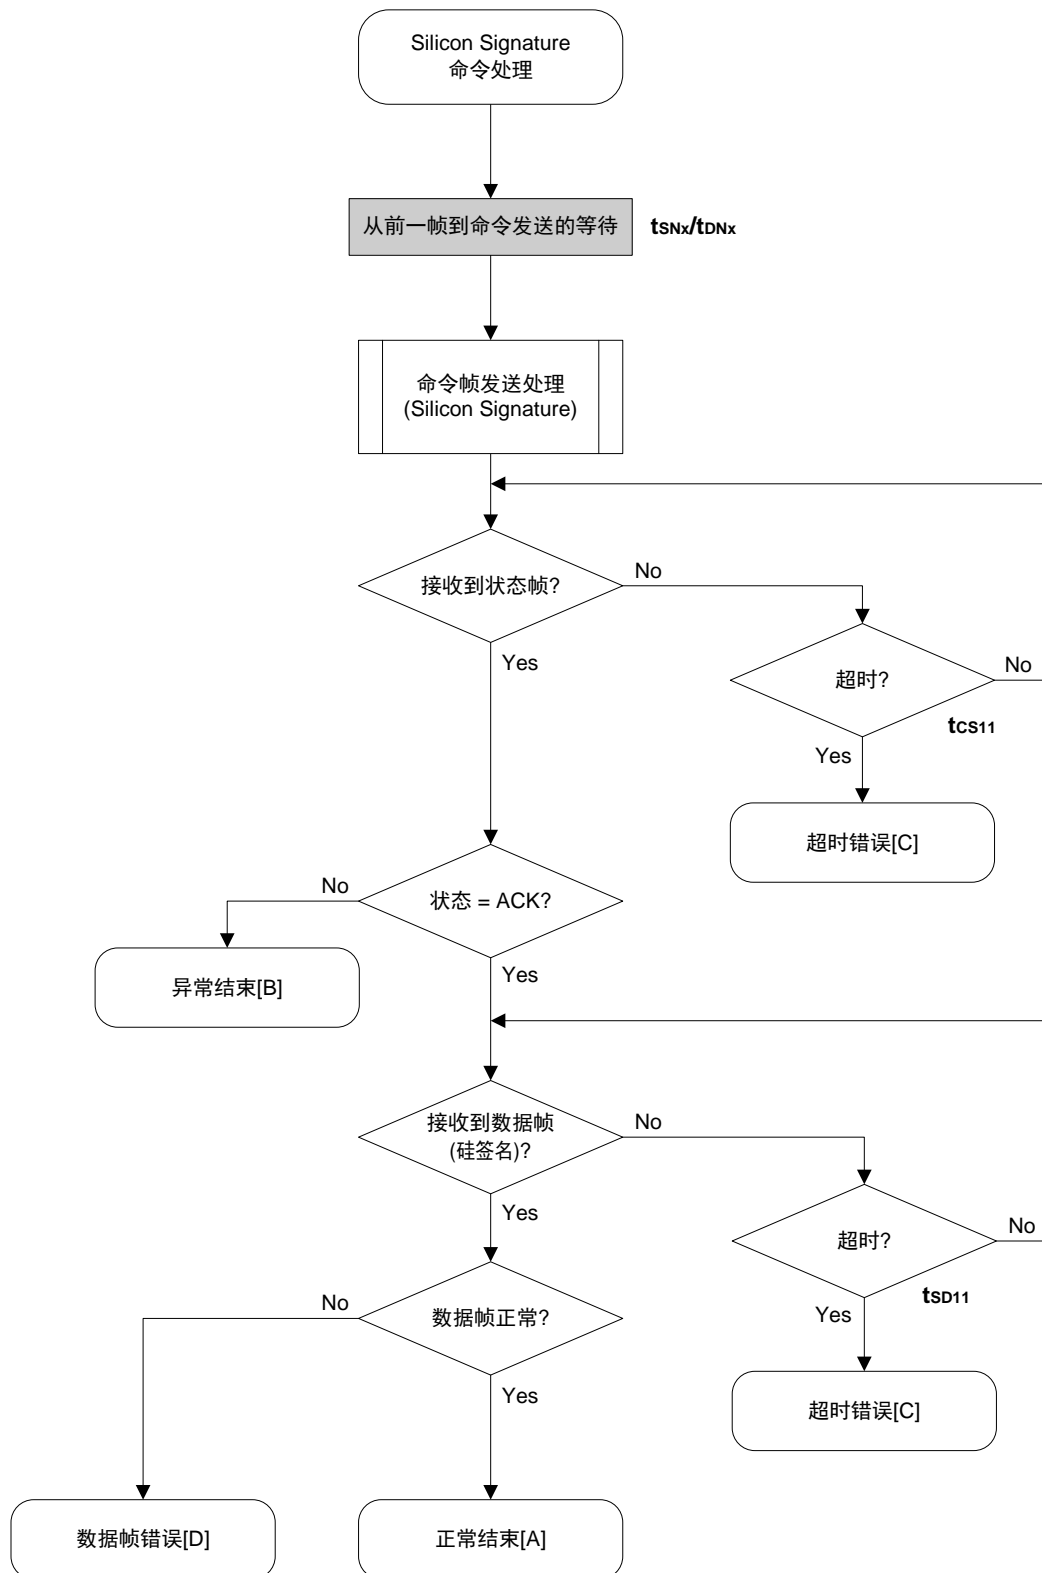 Silicon Signature
命令处理
从前一帧到命令发送的等待
tSNx/tDNx
命令帧发送处理
(Silicon Signature)
接收到状态帧?
No
Yes
超时?
No
tCS11
Yes
超时错误[C]
No
状态 = ACK?
Yes
异常结束[B]
接收到数据帧
(硅签名)?
No
Yes
超时?
No
tSD11
No
数据帧正常?
Yes
Yes
超时错误[C]
数据帧错误[D]
正常结束[A]